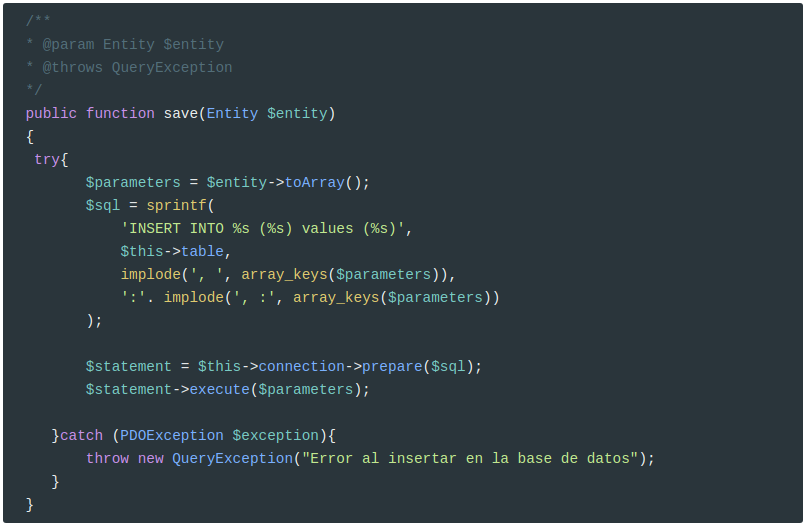 /**
* @param Entity $entity
* @throws QueryException
*/
public function save(Entity $entity)
{
try{
$parameters = $entity->toArray();
$sql = sprintf(
'INSERT INTO %s (%s) values (%s)',
$this->table,
implode(', ', array_keys($parameters)),
':'. implode(', :', array_keys($parameters))
);
$statement = $this->connection->prepare($sql);
$statement->execute($parameters);
}catch (PDOException $exception){
throw new QueryException("Error al insertar en la base de datos");
}
}